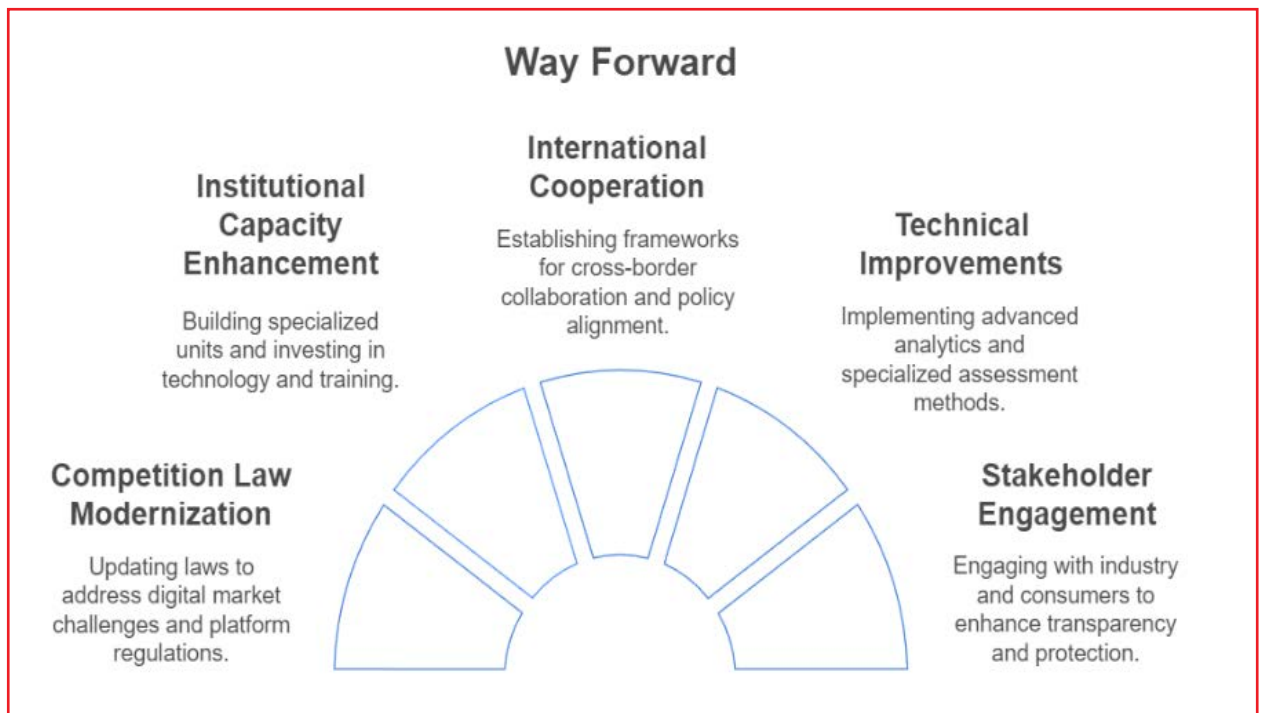 Way Forward
Competition Law
Modernization
Updating laws to
address digital market
challenges and platform
regulations.
Institutional
Capacity
Enhancement
Building specialized
units and investing in
technology and training.
International
Cooperation
Establishing frameworks
for cross-border
collaboration and policy
alignment.
Technical
Improvements
Implementing advanced
analytics and
specialized assessment
methods.
Stakeholder
Engagement
Engaging with industry
and consumers to
enhance transparency
and protection.